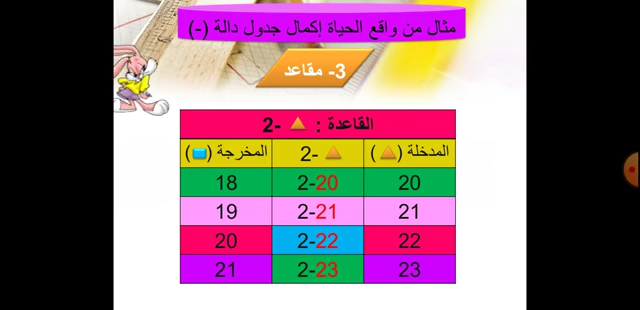 مثال من واقع الحياة إكمال جدول دالة (-)
3- مقاعد
القاعدة : 🔺 -2
المدخلة (🔺) 🔺 -2 المخرجة (🟦)
20 20-2 18
21 21-2 19
22 22-2 20
23 23-2 21